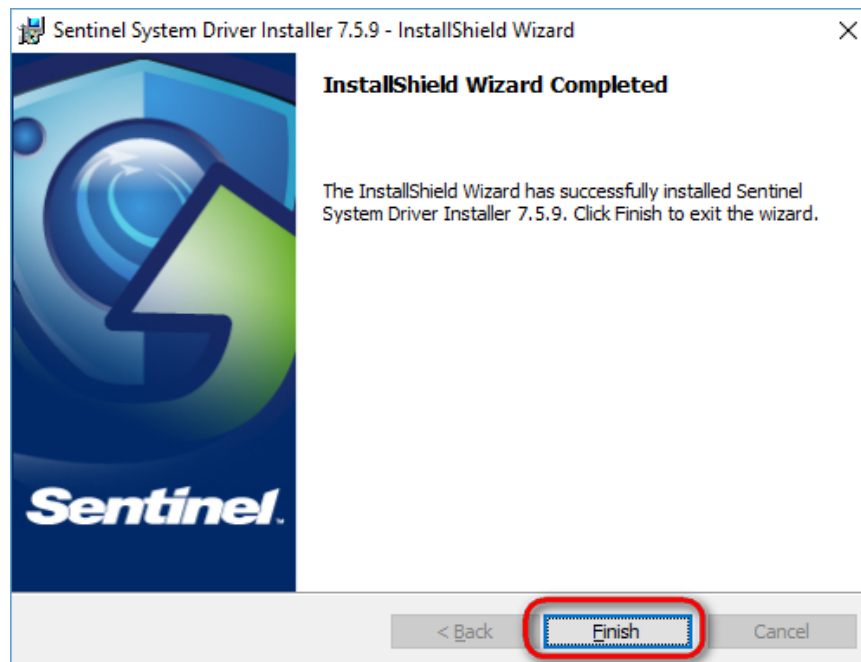 Sentinel System Driver Installer 7.5.9 - InstallShield Wizard
InstallShield Wizard Completed
The InstallShield Wizard has successfully installed Sentinel
System Driver Installer 7.5.9. Click Finish to exit the wizard.
Sentinel™
< Back
Finish
Cancel